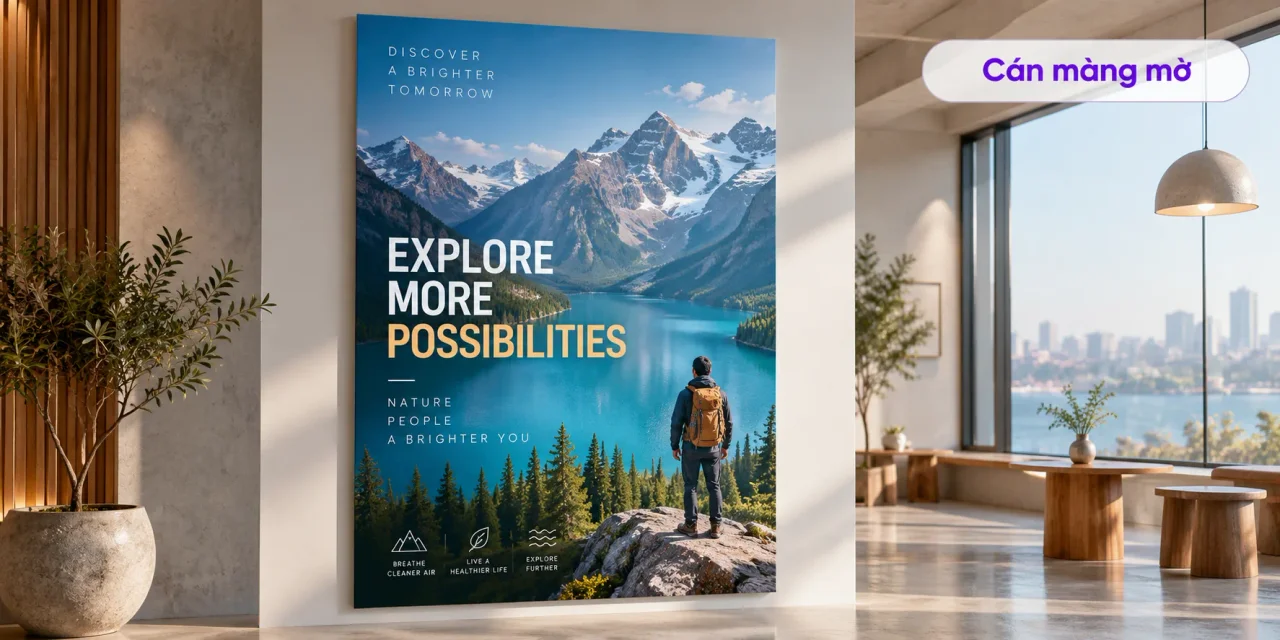 DISCOVER
A BRIGHTER
TOMORROW
EXPLORE
MORE
POSSIBILITIES
NATURE
PEOPLE
A BRIGHTER YOU
BREATHE
CLEANER AIR
LIVE A
HEALTHIER LIFE
EXPLORE
FURTHER
Cán màng mờ